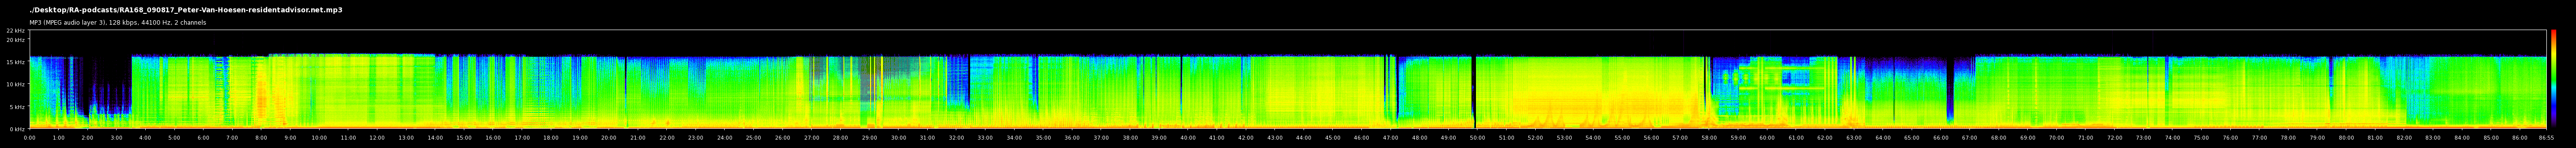 ./Desktop/RA-podcasts/RA168_090817_Peter-Van-Hoesen-residentadvisor.net.mp3
MP3 (MPEG audio layer 3), 128 kbps, 44100 Hz, 2 channels
22 kHz
20 kHz
15 kHz
10 kHz
5 kHz
0 kHz
0:00 1:00 2:00 3:00 4:00 5:00 6:00 7:00 8:00 9:00 10:00 11:00 12:00 13:00 14:00 15:00 16:00 17:00 18:00 19:00 20:00 21:00 22:00 23:00 24:00 25:00 26:00 27:00 28:00 29:00 30:00 31:00 32:00 33:00 34:00 35:00 36:00 37:00 38:00 39:00 40:00 41:00 42:00 43:00 44:00 45:00 46:00 47:00 48:00 49:00 50:00 51:00 52:00 53:00 54:00 55:00 56:00 57:00 58:00 59:00 60:00 61:00 62:00 63:00 64:00 65:00 66:00 67:00 68:00 69:00 70:00 71:00 72:00 73:00 74:00 75:00 76:00 77:00 78:00 79:00 80:00 81:00 82:00 83:00 84:00 85:00 86:00 86:55